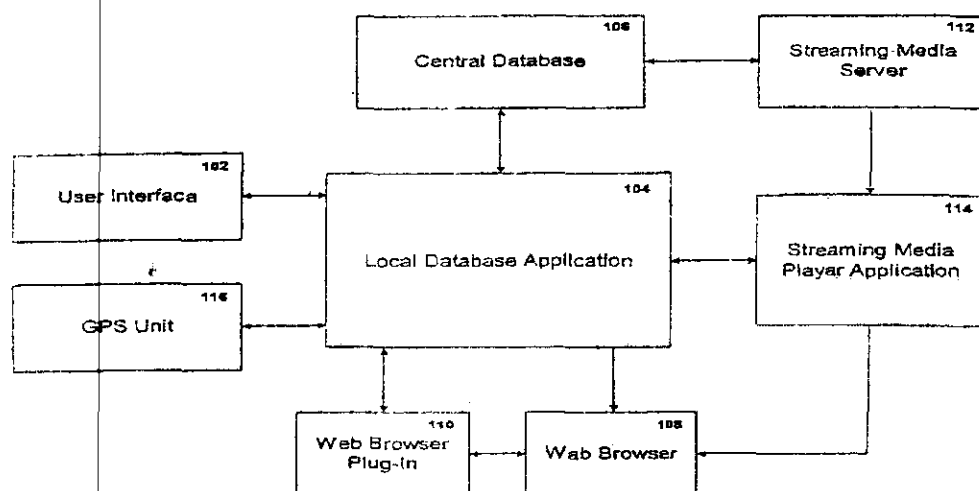 106
Central Database
112
Streaming-Media
Server
102
User Interfaca
104
Local Database Application
114
Streaming Media
Playar Application
116
GPS Unit
110
Web Browser
Plug-In
108
Wab Browser